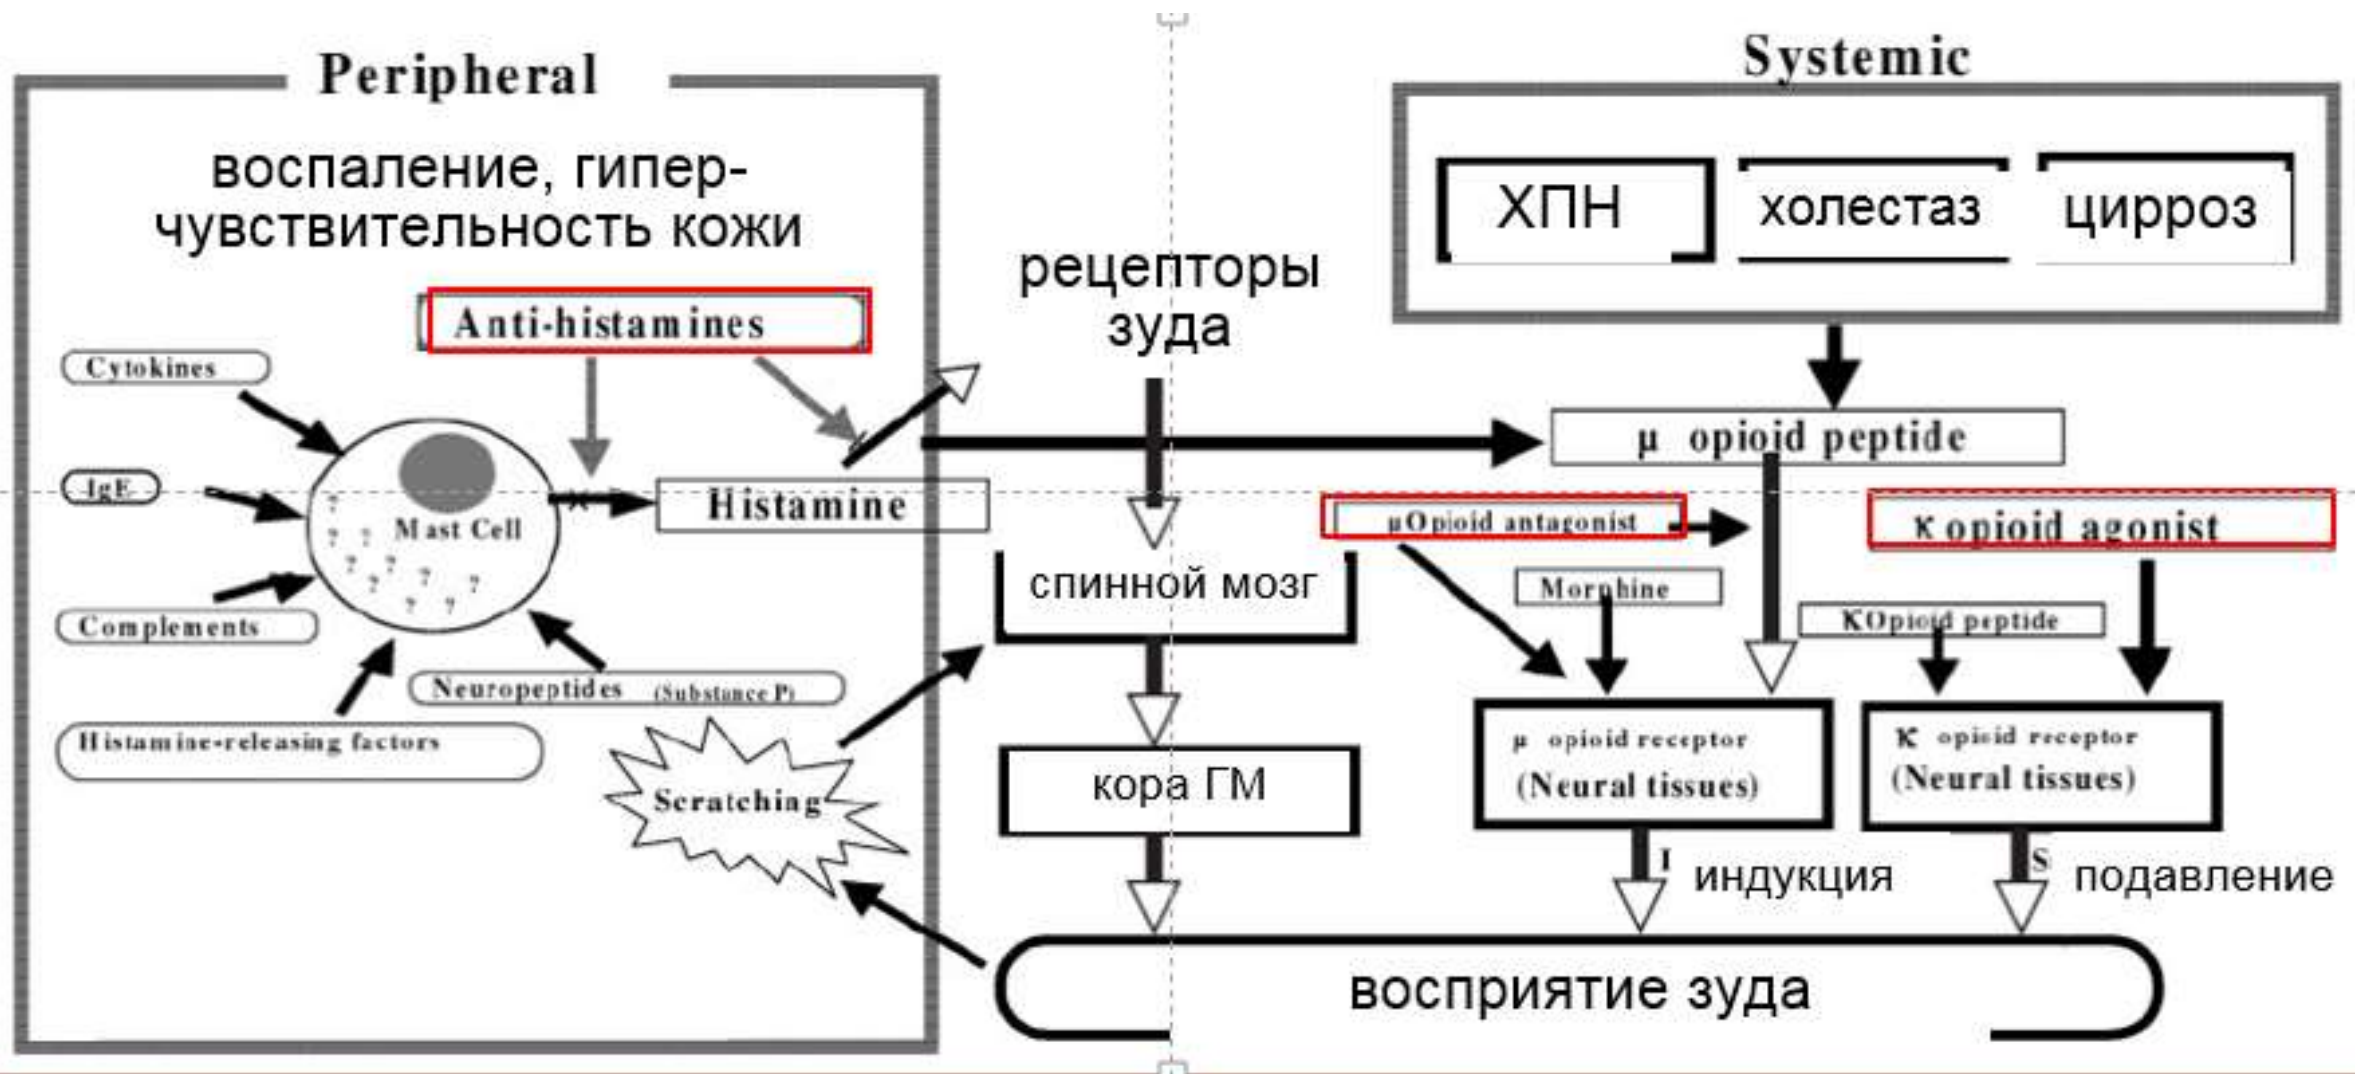 Peripheral
воспаление, гипер-
чувствительность кожи
Anti-histamines
Cytokines
IgE
Mast Cell
? ? ? ? ? ? ? ? ? ?
Complements
Histamine-releasing factors
Neuropeptides (Substance P)
Histamine
Scratching
рецепторы
зуда
спинной мозг
кора ГМ
Systemic
ХПН
холестаз
цирроз
μ opioid peptide
μOpioid antagonist
κ opioid agonist
Morphine
κOpioid peptide
μ opioid receptor
(Neural tissues)
κ opioid receptor
(Neural tissues)
I индукция
S подавление
восприятие зуда